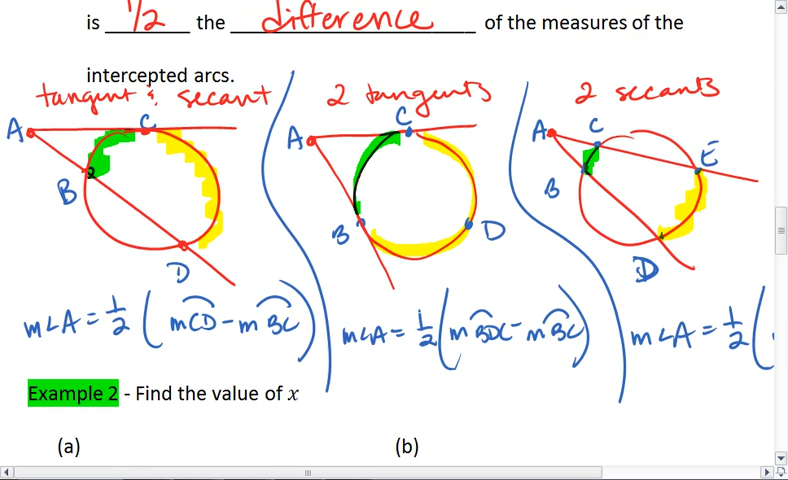 is 1/2 the difference of the measures of the
intercepted arcs.
tangent & secant
2 tangents
2 secants
A C B D
A C B D
A C E B D
m∠A = 1/2 (mCD - mBC)
m∠A = 1/2 (mBDC - mBC)
m∠A = 1/2 (
Example 2 - Find the value of x
(a) (b)